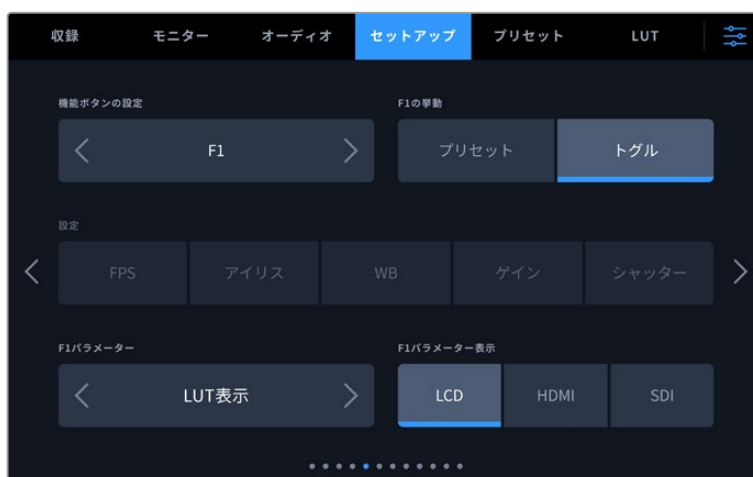 収録 モニター オーディオ セットアップ プリセット LUT
機能ボタンの設定 F1の挙動
F1 プリセット トグル
設定
FPS アイリス WB ゲイン シャッター
F1パラメーター F1パラメーター表示
LUT表示 LCD HDMI SDI